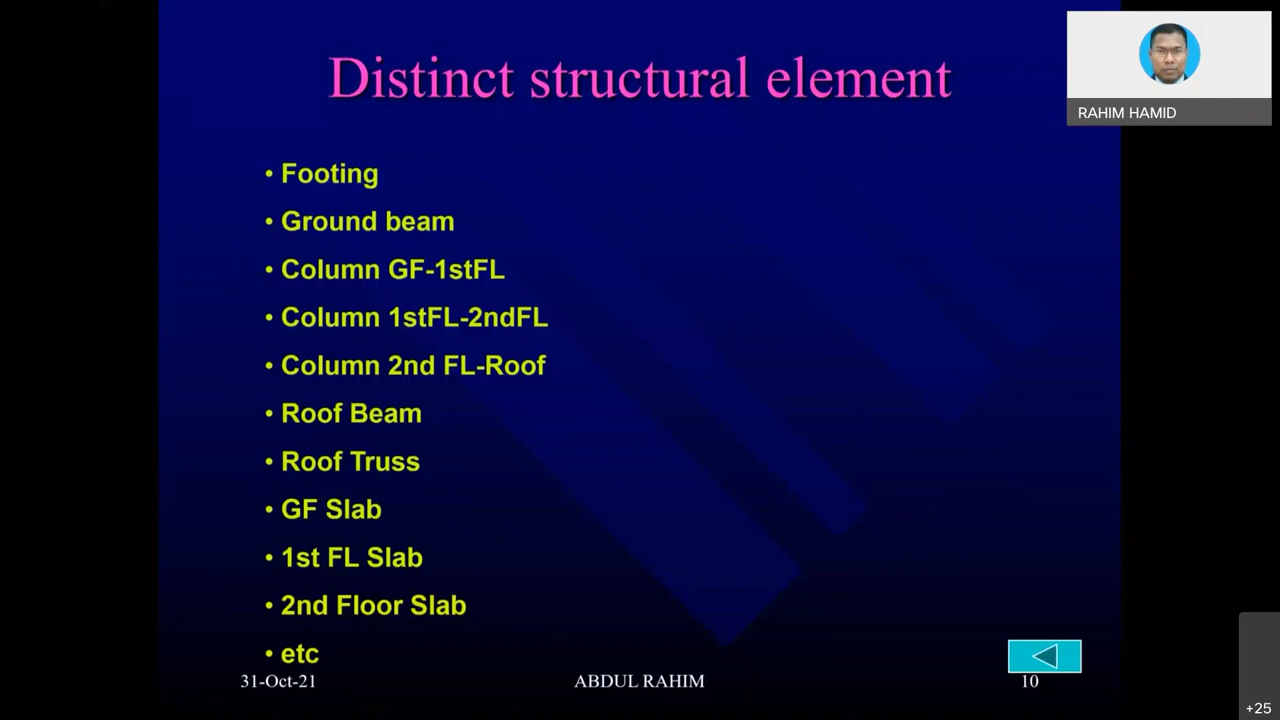 Distinct structural element
RAHIM HAMID
• Footing
• Ground beam
• Column GF-1stFL
• Column 1stFL-2ndFL
• Column 2nd FL-Roof
• Roof Beam
• Roof Truss
• GF Slab
• 1st FL Slab
• 2nd Floor Slab
• etc
31-Oct-21
ABDUL RAHIM
10
+25